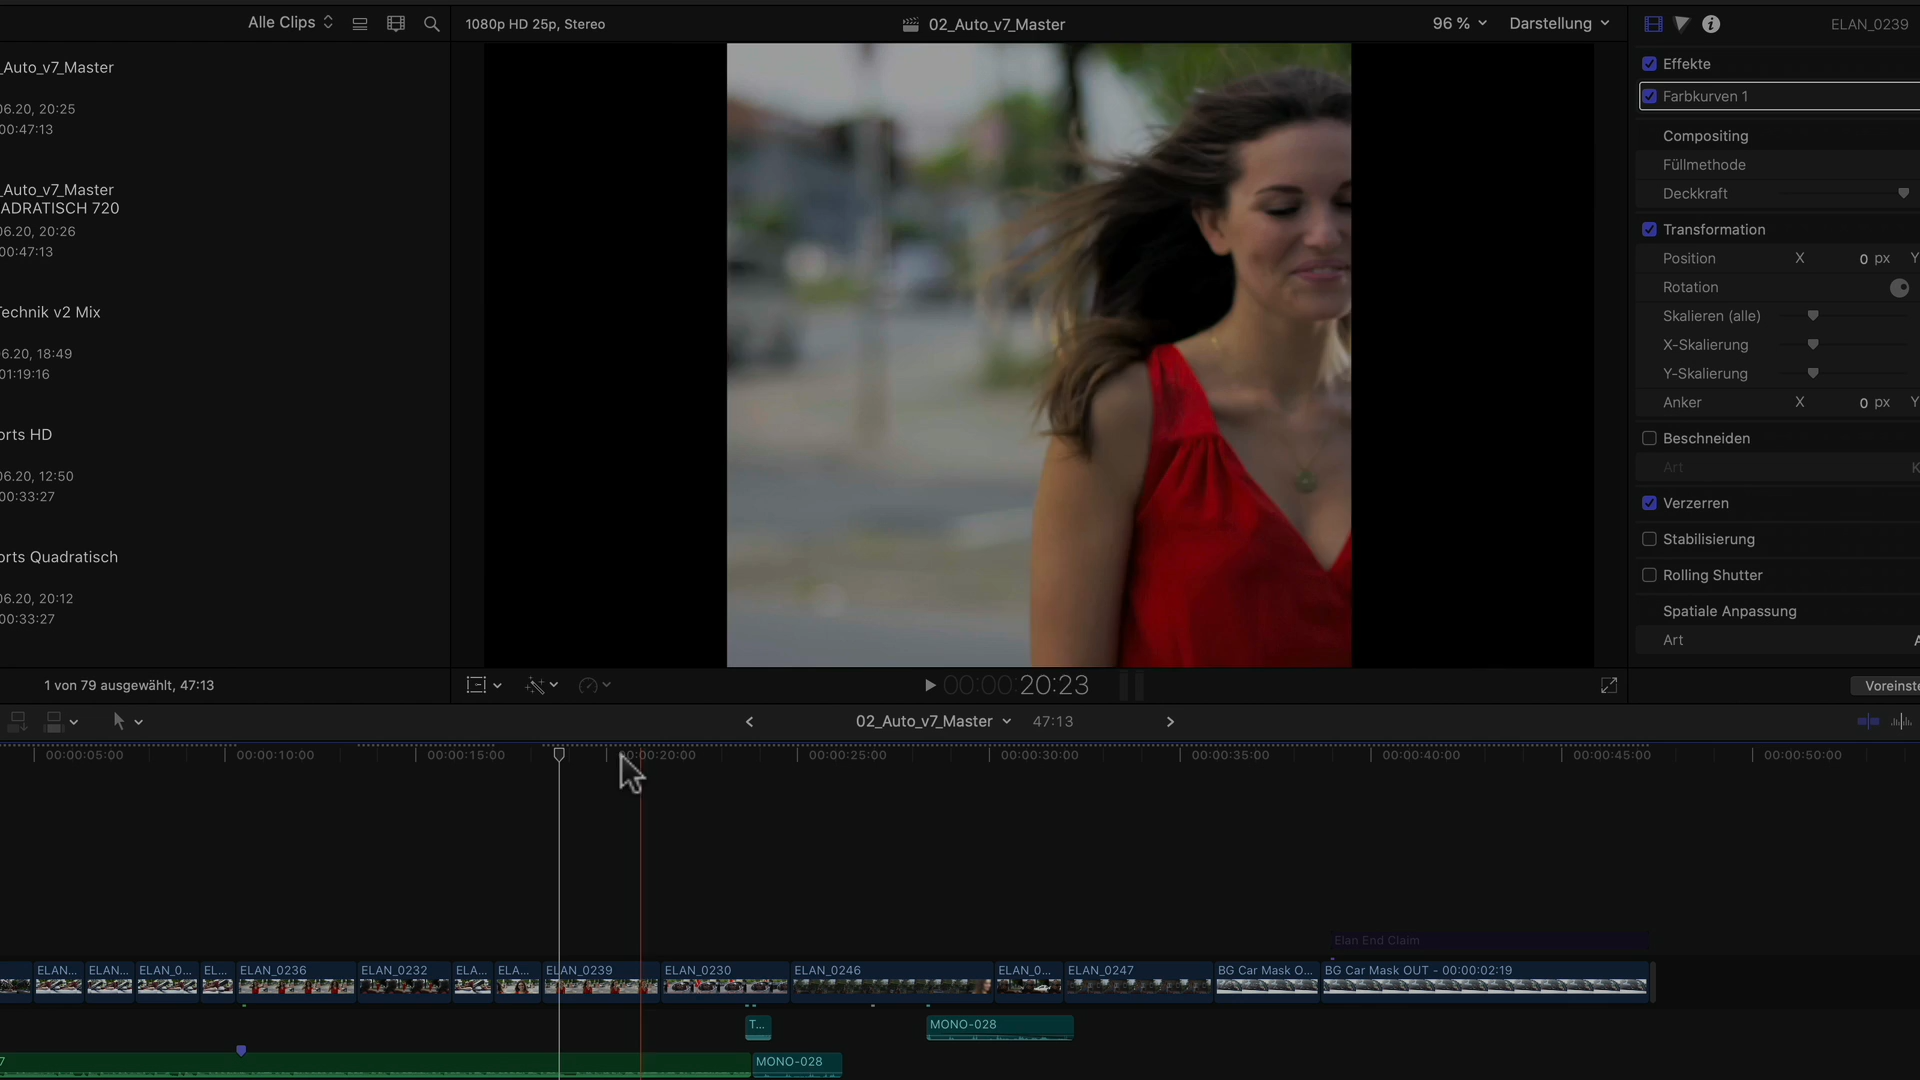 Alle Clips
1080p HD 25p, Stereo
02_Auto_v7_Master
96 %
Darstellung
ELAN_0239
_Auto_v7_Master
06.20, 20:25
00:47:13
_Auto_v7_Master
ADRATISCH 720
06.20, 20:26
00:47:13
Technik v2 Mix
6.20, 18:49
01:19:16
orts HD
06.20, 12:50
00:33:27
orts Quadratisch
06.20, 20:12
00:33:27
1 von 79 ausgewählt, 47:13
Effekte
Farbkurven 1
Compositing
Füllmethode
Deckkraft
Transformation
Position X 0 px Y
Rotation
Skalieren (alle)
X-Skalierung
Y-Skalierung
Anker X 0 px Y
Beschneiden
Art K
Verzerren
Stabilisierung
Rolling Shutter
Spatiale Anpassung
Art
Voreinste
00:00:20:23
02_Auto_v7_Master 47:13
00:00:05:00 00:00:10:00 00:00:15:00 00:00:20:00 00:00:25:00 00:00:30:00 00:00:35:00 00:00:40:00 00:00:45:00 00:00:50:00
Elan End Claim
ELAN... ELAN... ELAN_0... EL... ELAN_0236 ELAN_0232 ELA... ELA... ELAN_0239 ELAN_0230 ELAN_0246 ELAN_0... ELAN_0247 BG Car Mask O... BG Car Mask OUT - 00:00:02:19
T... MONO-028
7 MONO-028